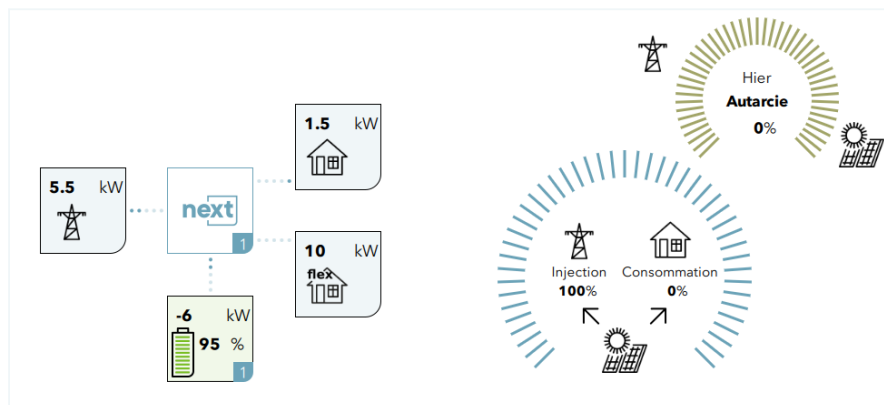 5.5 kW
next
1
1.5 kW
10 kW
flex
-6 kW
95 %
1
Hier
Autarcie
0%
Injection Consommation
100% 0%